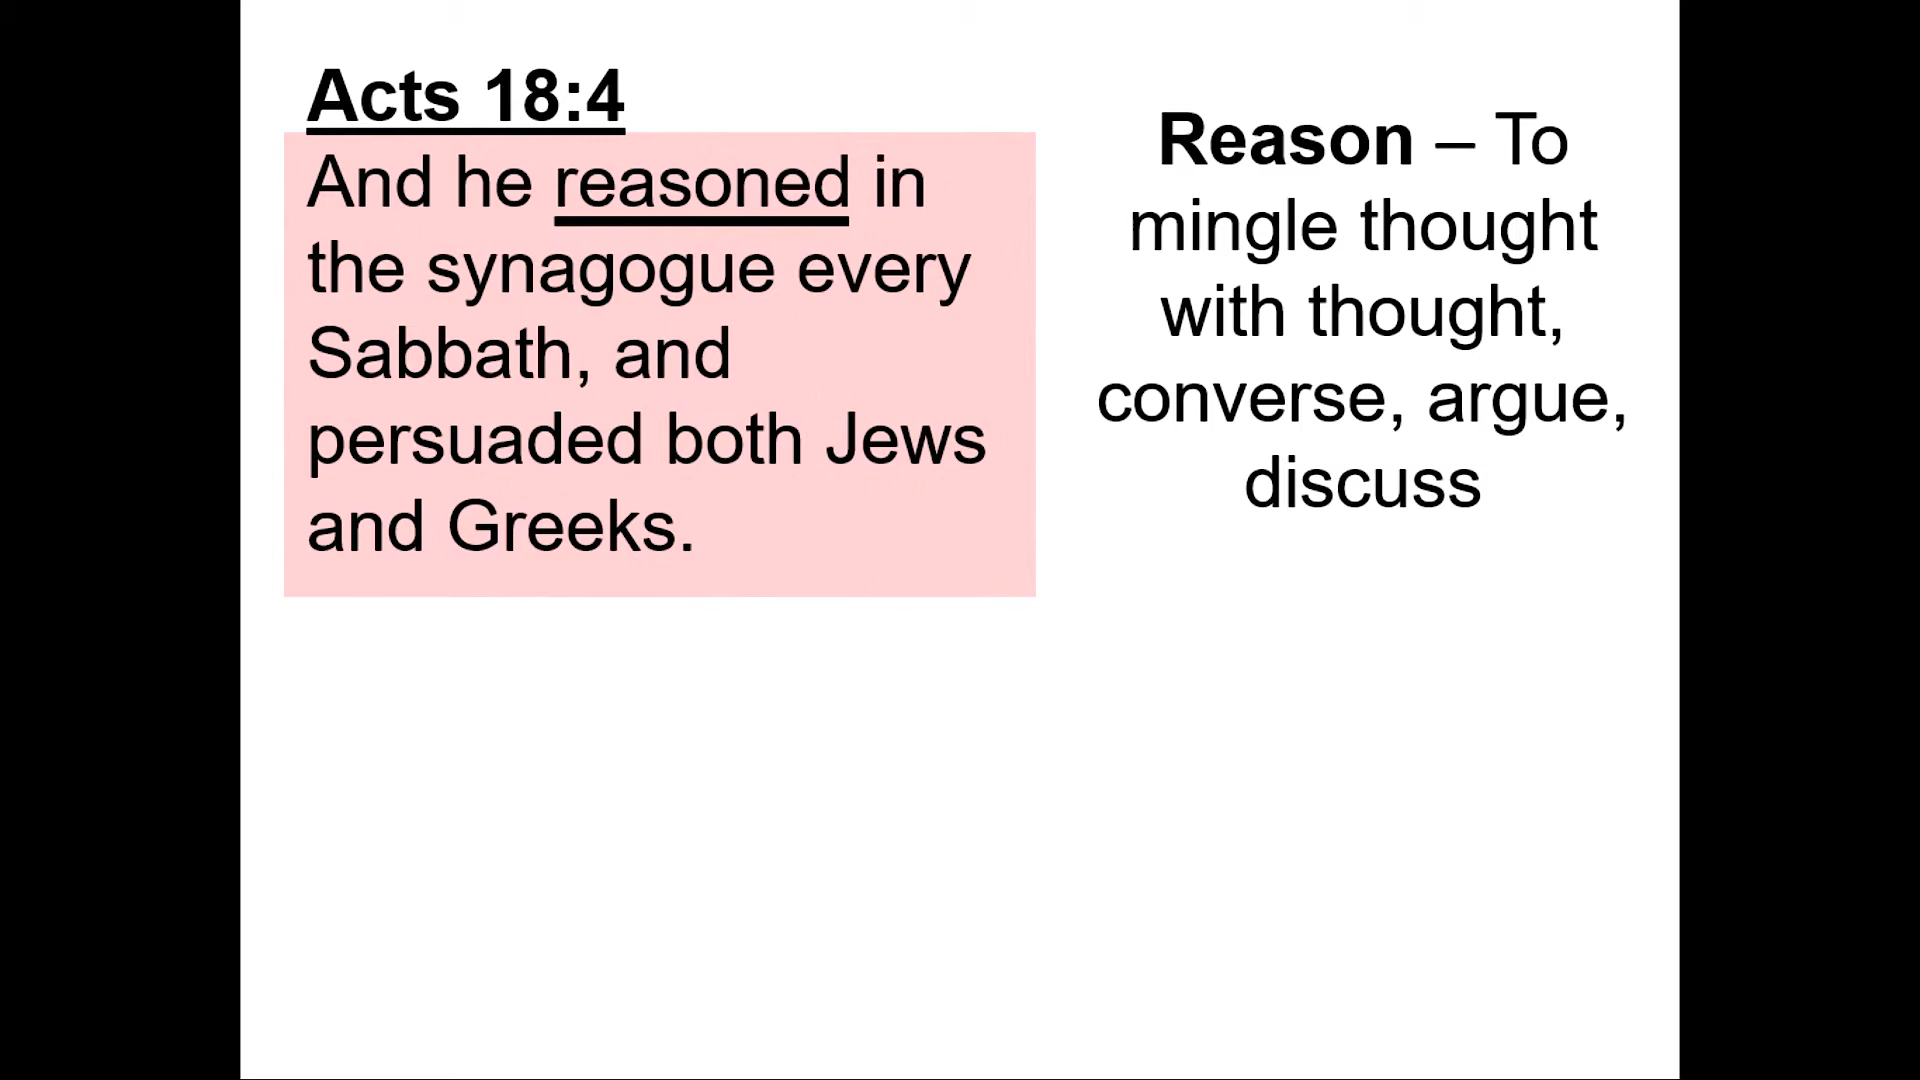 Acts 18:4
And he reasoned in
the synagogue every
Sabbath, and
persuaded both Jews
and Greeks.
Reason – To
mingle thought
with thought,
converse, argue,
discuss